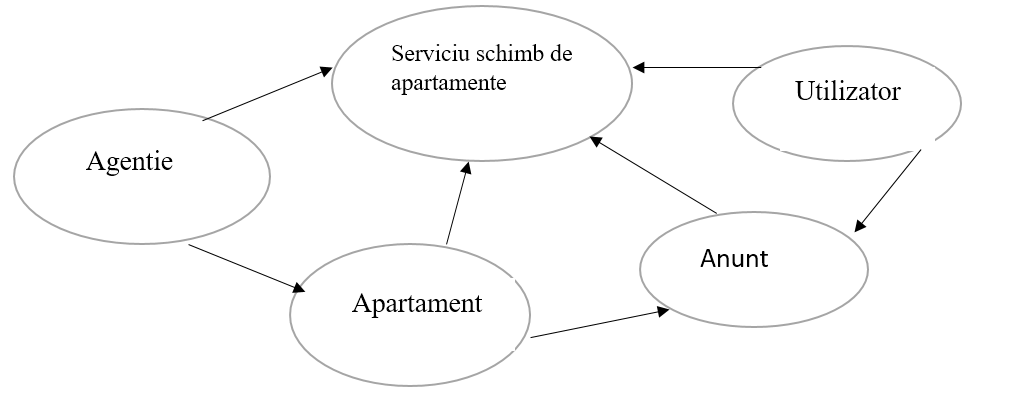 Serviciu schimb de
apartamente
Utilizator
Agentie
Anunt
Apartament